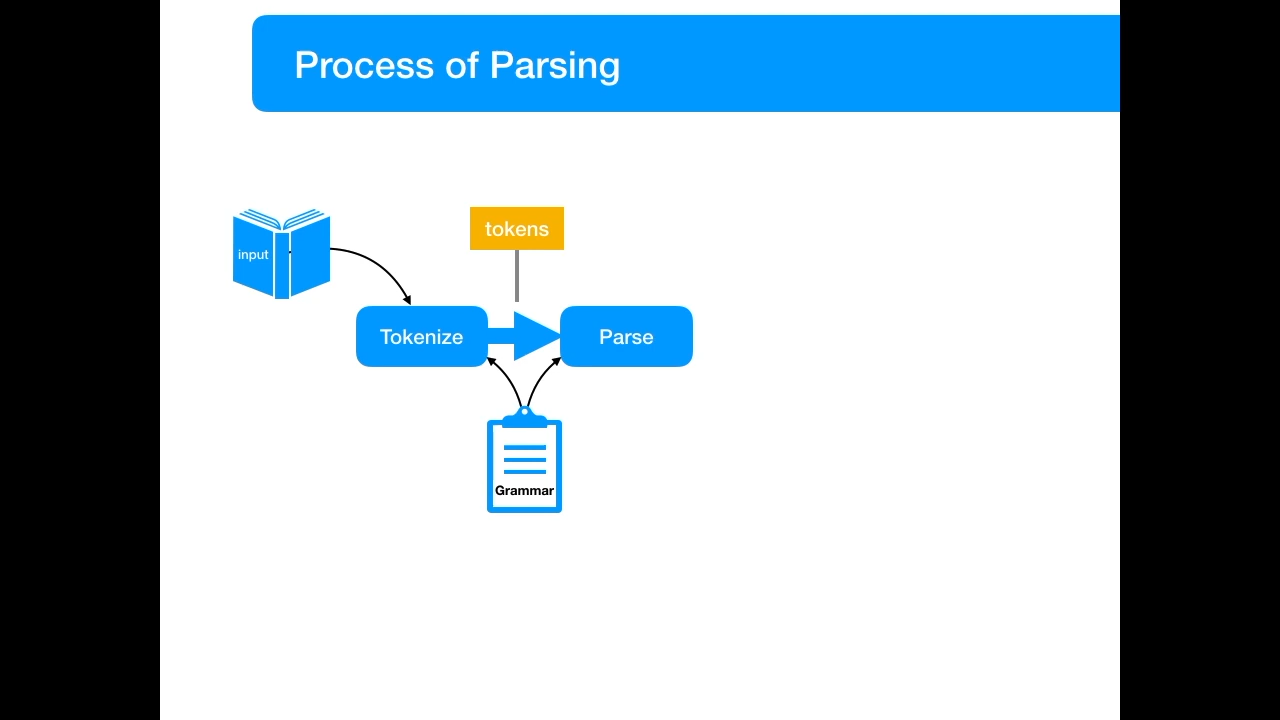 Process of Parsing
tokens
input
Tokenize
Parse
Grammar